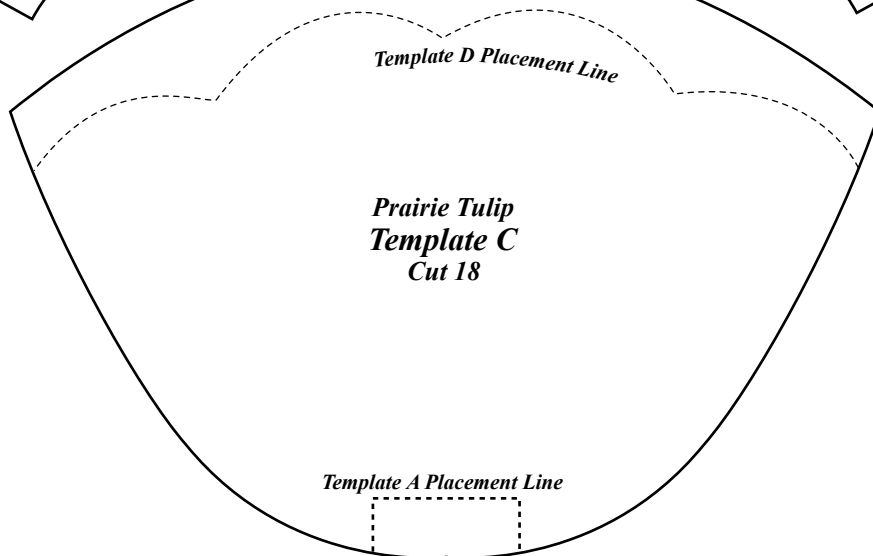 Template D Placement Line
Prairie Tulip
Template C
Cut 18
Template A Placement Line